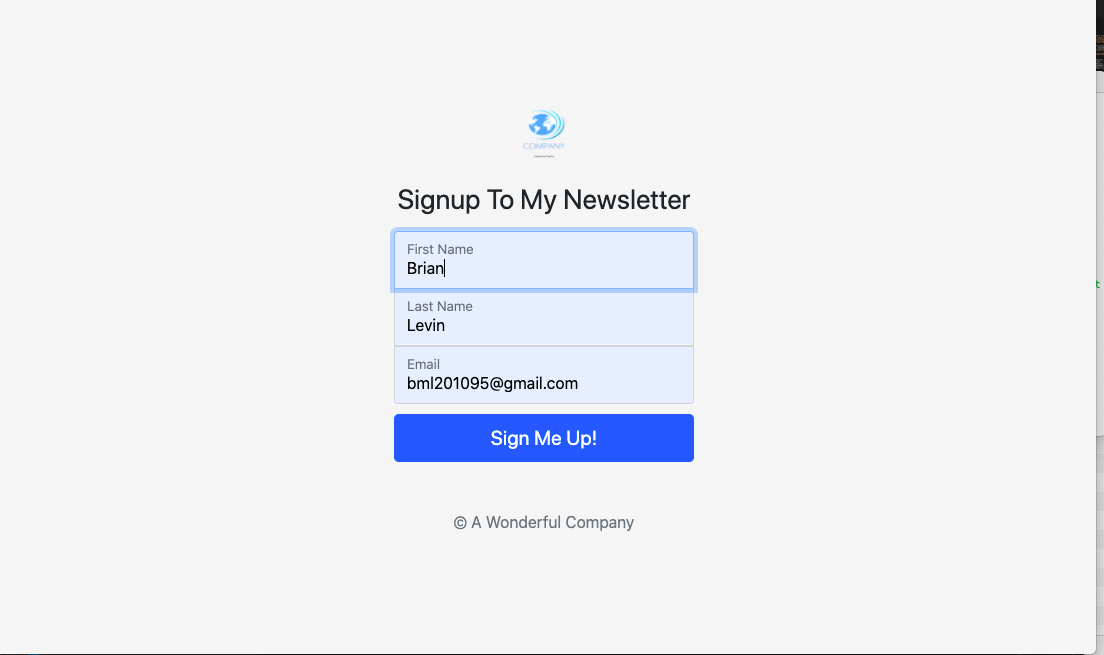 COMPANY
Signup To My Newsletter
First Name
Brian
Last Name
Levin
Email
bml201095@gmail.com
Sign Me Up!
© A Wonderful Company